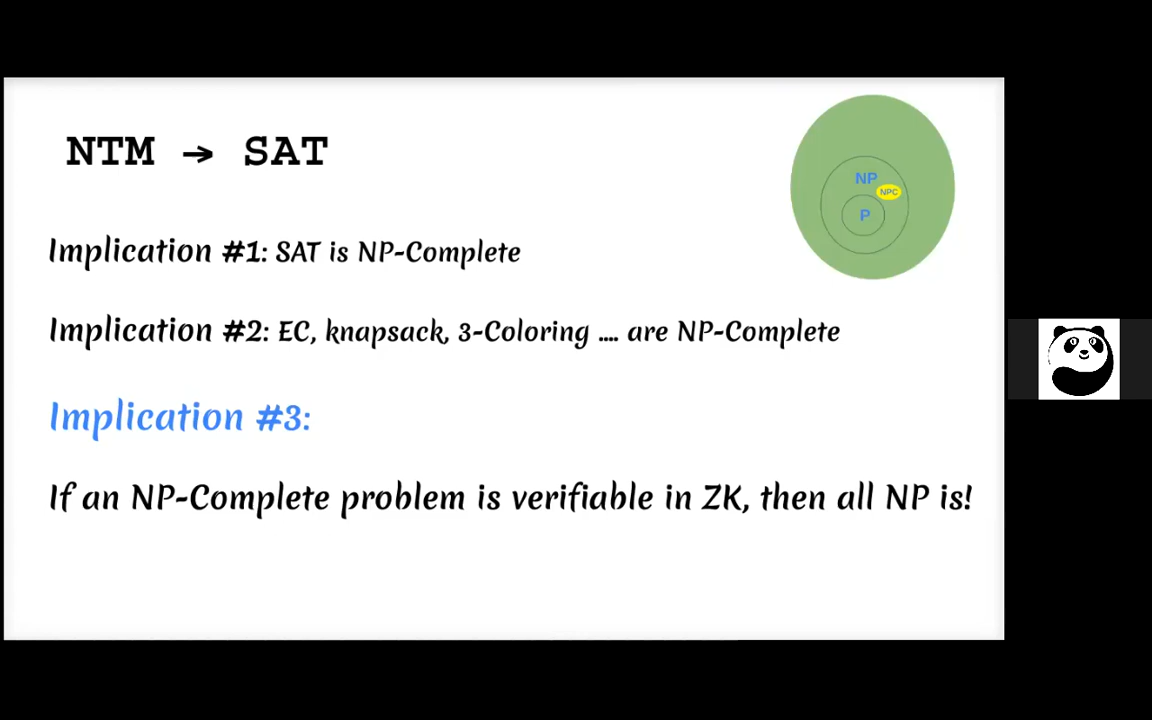 NTM → SAT
NP
NPC
P
Implication #1: SAT is NP-Complete
Implication #2: EC, knapsack, 3-Coloring .... are NP-Complete
Implication #3:
If an NP-Complete problem is verifiable in ZK, then all NP is!